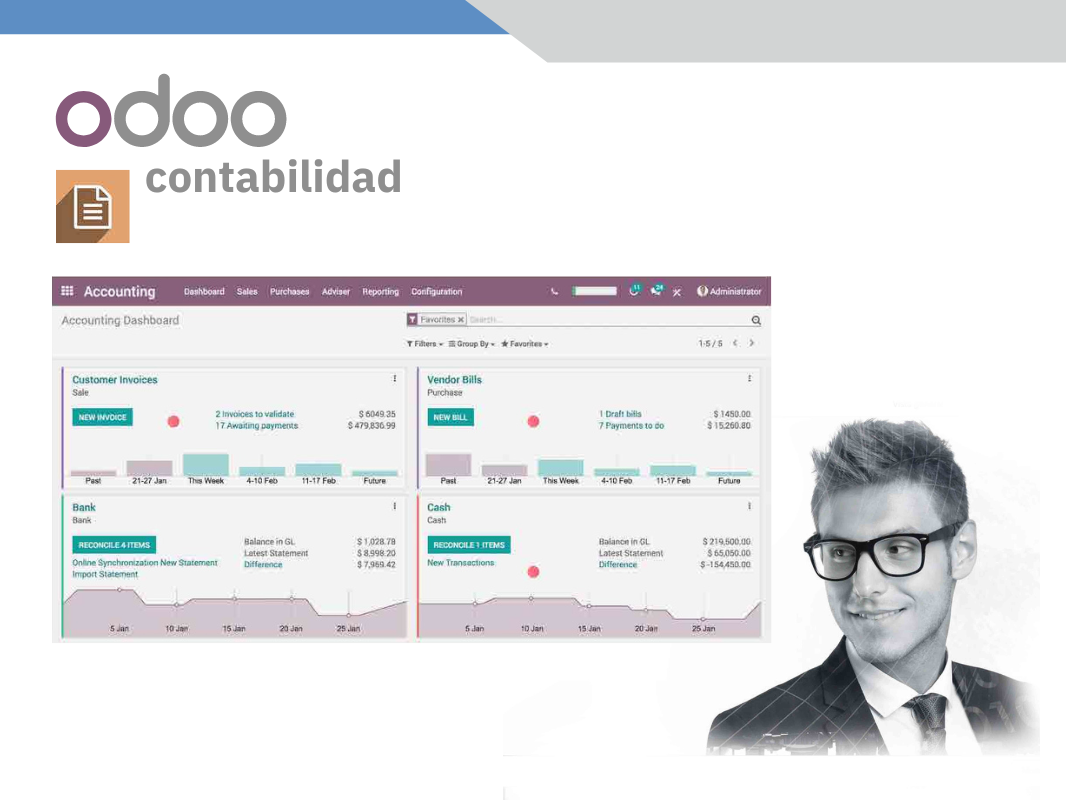 odoo
contabilidad
Accounting Dashboard Sales Purchases Adviser Reporting Configuration 11 24 Administrator
Accounting Dashboard
Favorites × Search...
Filters Group By Favorites 1-5 / 5
Customer Invoices
Sale
NEW INVOICE
2 Invoices to validate $ 6049.35
17 Awaiting payments $ 479,836.99
Past 21-27 Jan This Week 4-10 Feb 11-17 Feb Future
Vendor Bills
Purchase
NEW BILL
1 Draft bills $ 1450.00
7 Payments to do $ 15,260.80
Past 21-27 Jan This Week 4-10 Feb 11-17 Feb Future
Bank
Bank
RECONCILE 4 ITEMS
Online Synchronization New Statement
Import Statement
Balance in GL $ 1,028.78
Latest Statement $ 8,998.20
Difference $ 7,969.42
5 Jan 10 Jan 15 Jan 20 Jan 25 Jan
Cash
Cash
RECONCILE 1 ITEMS
New Transactions
Balance in GL $ 219,500.00
Latest Statement $ 65,050.00
Difference $ -154,450.00
5 Jan 10 Jan 15 Jan 20 Jan 25 Jan